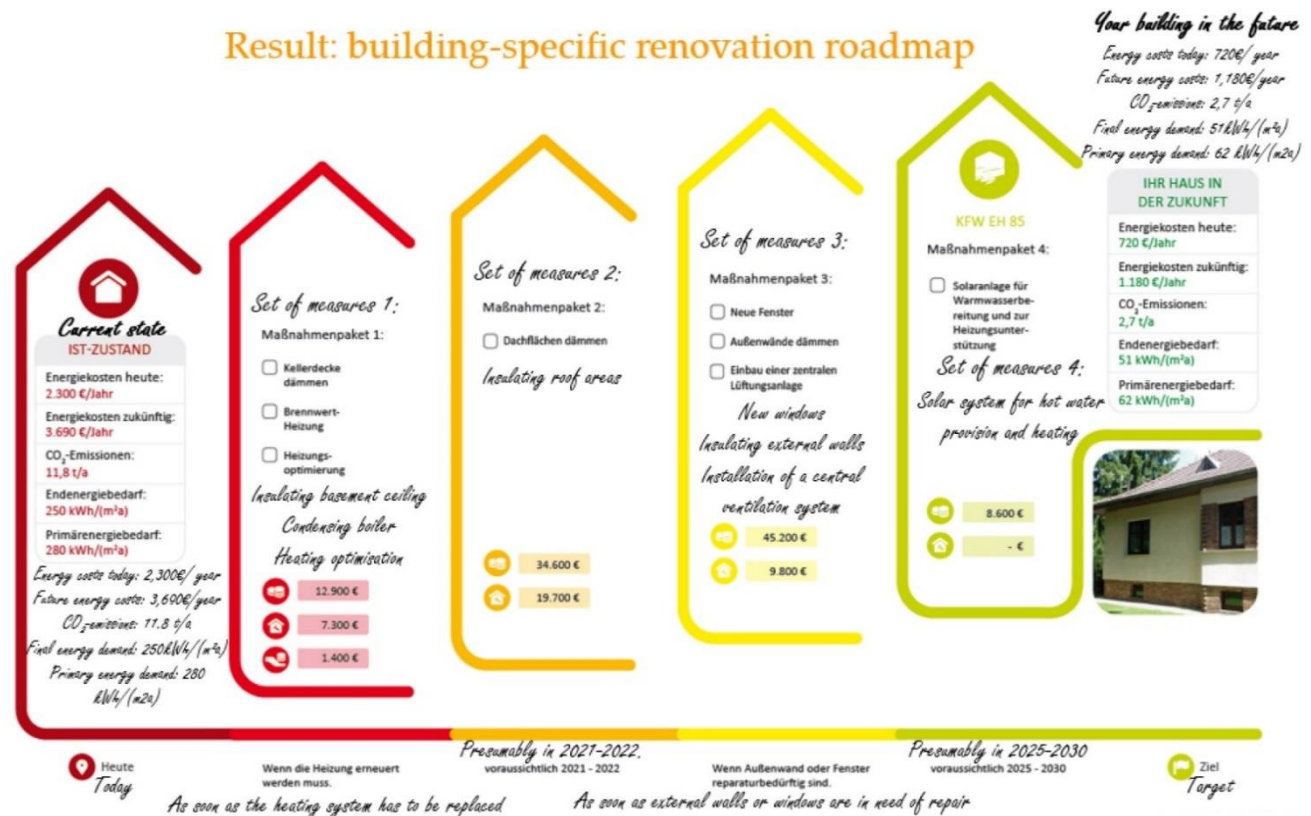 Result: building-specific renovation roadmap
Your building in the future
Energy costs today: 720€/ year
Future energy costs: 1,180€/year
CO₂-emissions: 2,7 t/a
Final energy demand: 51kWh/(m²a)
Primary energy demand: 62 kWh/(m2a)
IHR HAUS IN
DER ZUKUNFT
Energiekosten heute:
720 €/Jahr
Energiekosten zukünftig:
1.180 €/Jahr
CO₂-Emissionen:
2,7 t/a
Endenergiebedarf:
51 kWh/(m²a)
Primärenergiebedarf:
62 kWh/(m²a)
Current state
IST-ZUSTAND
Energiekosten heute:
2.300 €/Jahr
Energiekosten zukünftig:
3.690 €/Jahr
CO₂-Emissionen:
11,8 t/a
Endenergiebedarf:
250 kWh/(m²a)
Primärenergiebedarf:
280 kWh/(m²a)
Energy costs today: 2,300€/ year
Future energy costs: 3,690€/year
CO₂-emissions: 11.8 t/a
Final energy demand: 250kWh/(m²a)
Primary energy demand: 280
kWh/(m2a)
Set of measures 1:
Maßnahmenpaket 1:
Kellerdecke
dämmen
Brennwert-
Heizung
Heizungs-
optimierung
Insulating basement ceiling
Condensing boiler
Heating optimisation
12.900 €
7.300 €
1.400 €
Set of measures 2:
Maßnahmenpaket 2:
Dachflächen dämmen
Insulating roof areas
34.600 €
19.700 €
Set of measures 3:
Maßnahmenpaket 3:
Neue Fenster
Außenwände dämmen
Einbau einer zentralen
Lüftungsanlage
New windows
Insulating external walls
Installation of a central
ventilation system
45.200 €
9.800 €
KFW EH 85
Maßnahmenpaket 4:
Solaranlage für
Warmwasserbe-
reitung und zur
Heizungsunter-
stützung
Set of measures 4:
Solar system for hot water
provision and heating
8.600 €
- €
Heute
Today
Wenn die Heizung erneuert
werden muss.
As soon as the heating system has to be replaced
Presumably in 2021-2022.
voraussichtlich 2021 - 2022
Wenn Außenwand oder Fenster
reparaturbedürftig sind.
As soon as external walls or windows are in need of repair
Presumably in 2025-2030
voraussichtlich 2025 - 2030
Ziel
Target